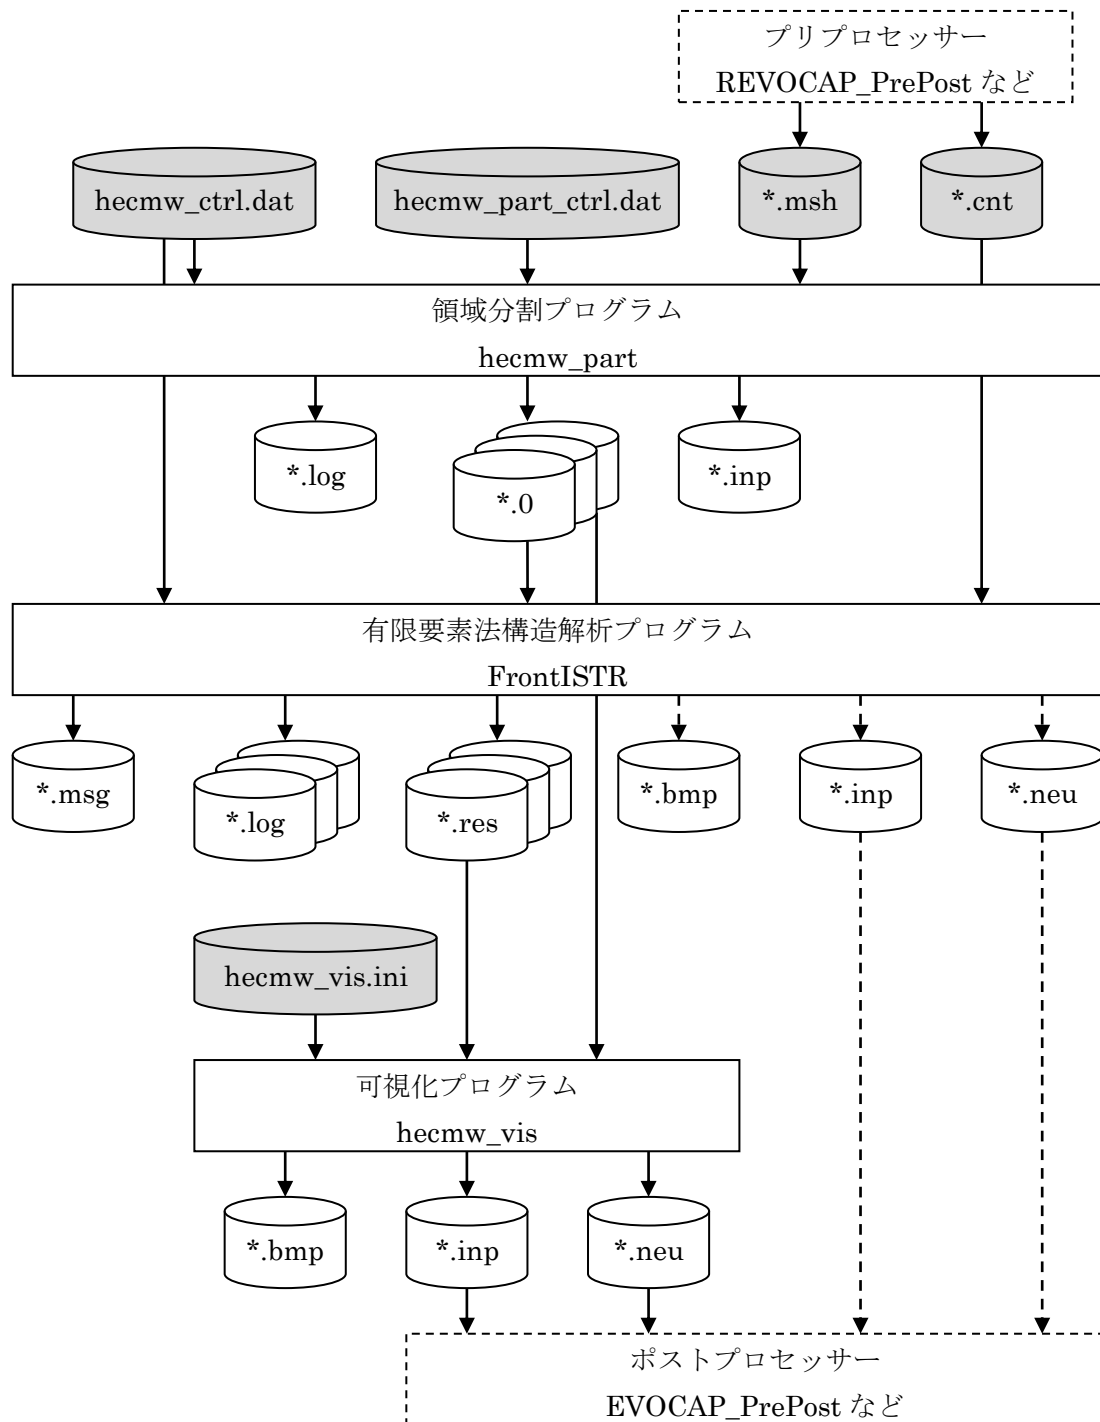 プリプロセッサー
REVOCAP_PrePost など
hecmw_ctrl.dat
hecmw_part_ctrl.dat
*.msh
*.cnt
領域分割プログラム
hecmw_part
*.log
*.0
*.inp
有限要素法構造解析プログラム
FrontISTR
*.msg
*.log
*.res
*.bmp
*.inp
*.neu
hecmw_vis.ini
可視化プログラム
hecmw_vis
*.bmp
*.inp
*.neu
ポストプロセッサー
EVOCAP_PrePost など